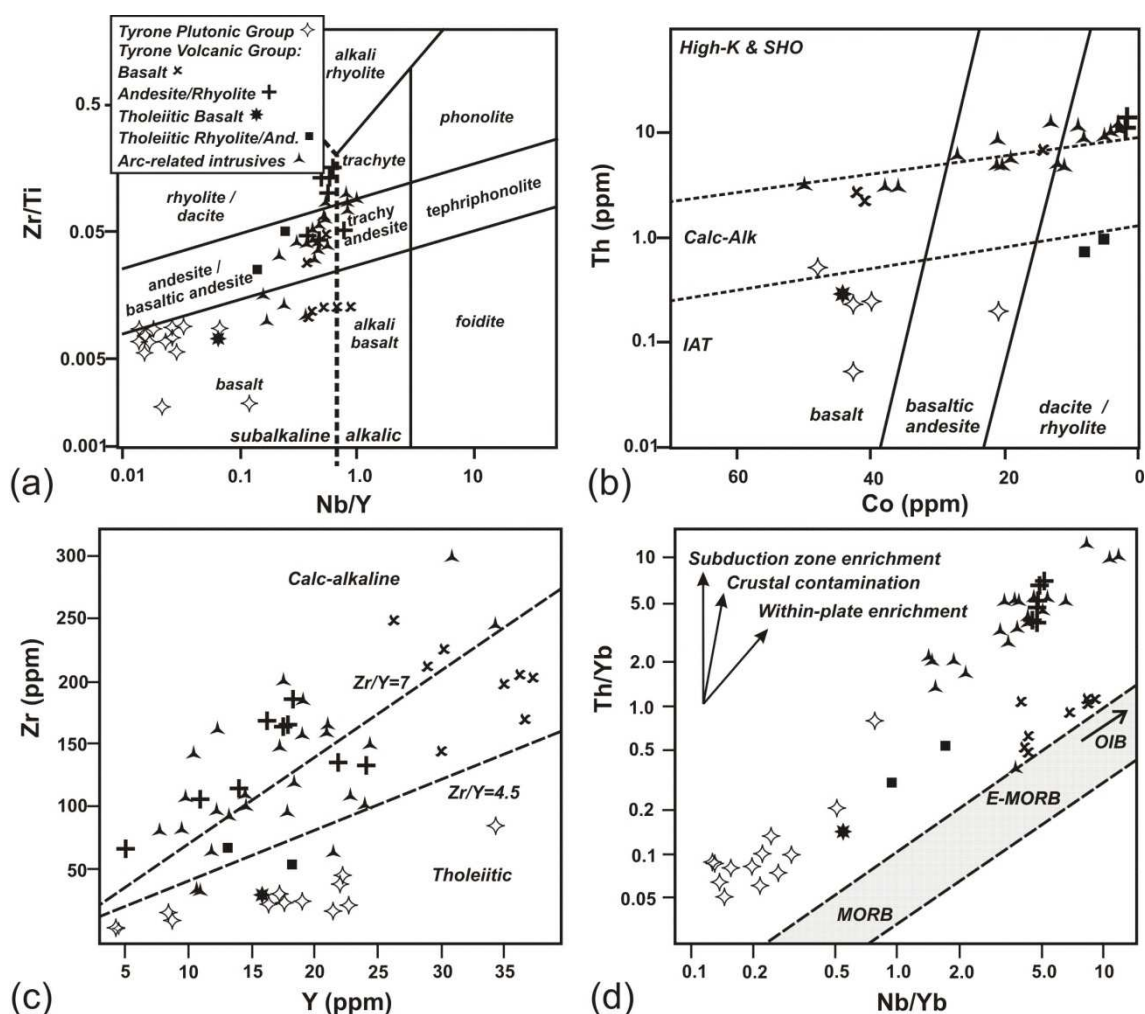 Tyrone Plutonic Group
Tyrone Volcanic Group:
Basalt
Andesite/Rhyolite
Tholeiitic Basalt
Tholeiitic Rhyolite/And.
Arc-related intrusives
alkali
rhyolite
phonolite
trachyte
rhyolite /
dacite
tephriphonolite
trachy
andesite
andesite /
basaltic andesite
alkali
basalt
foidite
basalt
subalkaline
alkalic
Zr/Ti
0.5
0.05
0.005
0.001
0.01
0.1
1.0
10
Nb/Y
(a)
High-K & SHO
Calc-Alk
IAT
basalt
basaltic
andesite
dacite /
rhyolite
Th (ppm)
10
1.0
0.1
0.01
60
40
20
0
Co (ppm)
(b)
Calc-alkaline
Zr/Y=7
Zr/Y=4.5
Tholeiitic
Zr (ppm)
300
250
200
150
100
50
5
10
15
20
25
30
35
Y (ppm)
(c)
Subduction zone enrichment
Crustal contamination
Within-plate enrichment
OIB
E-MORB
MORB
Th/Yb
10
5.0
2.0
1.0
0.5
0.2
0.1
0.05
0.1
0.2
0.5
1.0
2.0
5.0
10
Nb/Yb
(d)